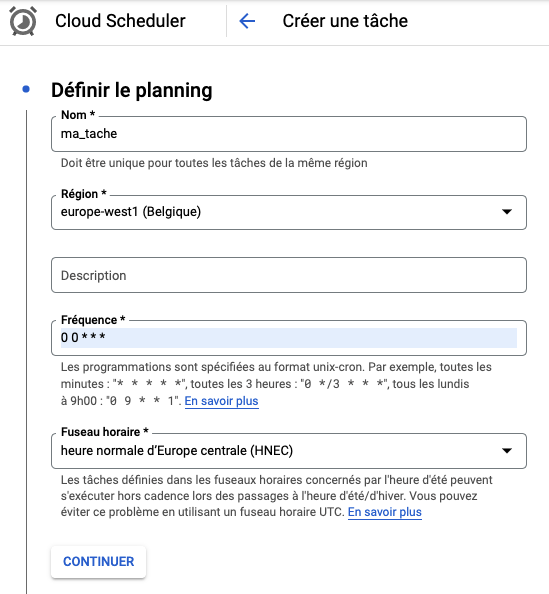 Cloud Scheduler
Créer une tâche
Définir le planning
Nom *
ma_tache
Doit être unique pour toutes les tâches de la même région
Région *
europe-west1 (Belgique)
Description
Fréquence *
0 0 * * *
Les programmations sont spécifiées au format unix-cron. Par exemple, toutes les
minutes : "* * * * *", toutes les 3 heures : "0 */3 * * *", tous les lundis
à 9h00 : "0 9 * * 1". En savoir plus
Fuseau horaire *
heure normale d’Europe centrale (HNEC)
Les tâches définies dans les fuseaux horaires concernés par l'heure d'été peuvent
s'exécuter hors cadence lors des passages à l'heure d'été/d'hiver. Vous pouvez
éviter ce problème en utilisant un fuseau horaire UTC. En savoir plus
CONTINUER